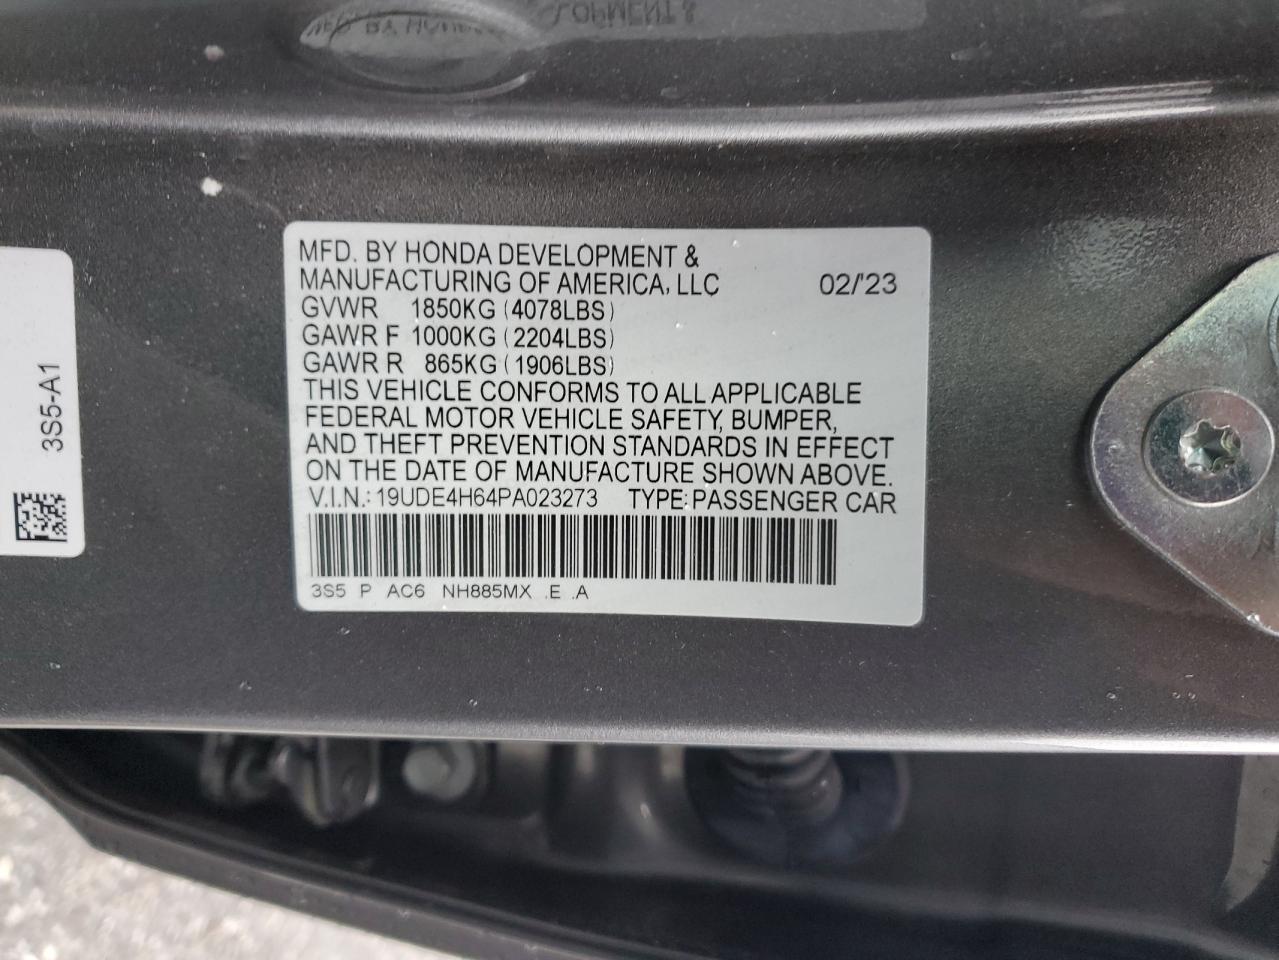 MFD. BY HONDA DEVELOPMENT &
MANUFACTURING OF AMERICA, LLC 02/'23
GVWR 1850KG (4078LBS)
GAWR F 1000KG (2204LBS)
GAWR R 865KG (1906LBS)
THIS VEHICLE CONFORMS TO ALL APPLICABLE
FEDERAL MOTOR VEHICLE SAFETY, BUMPER,
AND THEFT PREVENTION STANDARDS IN EFFECT
ON THE DATE OF MANUFACTURE SHOWN ABOVE.
V.I.N.: 19UDE4H64PA023273 TYPE: PASSENGER CAR
3S5 P AC6 NH885MX .E .A
3S5-A1